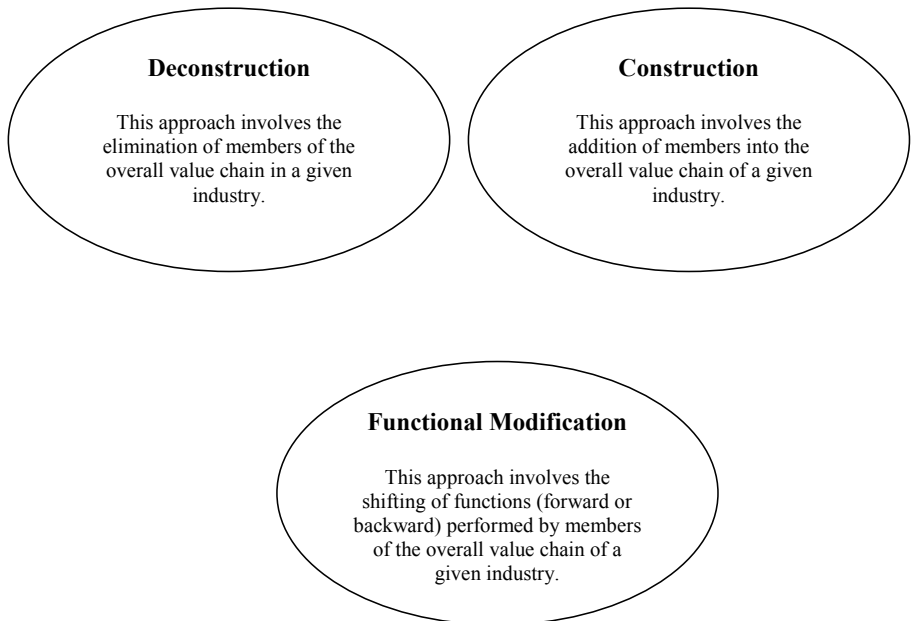 Deconstruction
This approach involves the
elimination of members of the
overall value chain in a given
industry.
Construction
This approach involves the
addition of members into the
overall value chain of a given
industry.
Functional Modification
This approach involves the
shifting of functions (forward or
backward) performed by members
of the overall value chain of a
given industry.